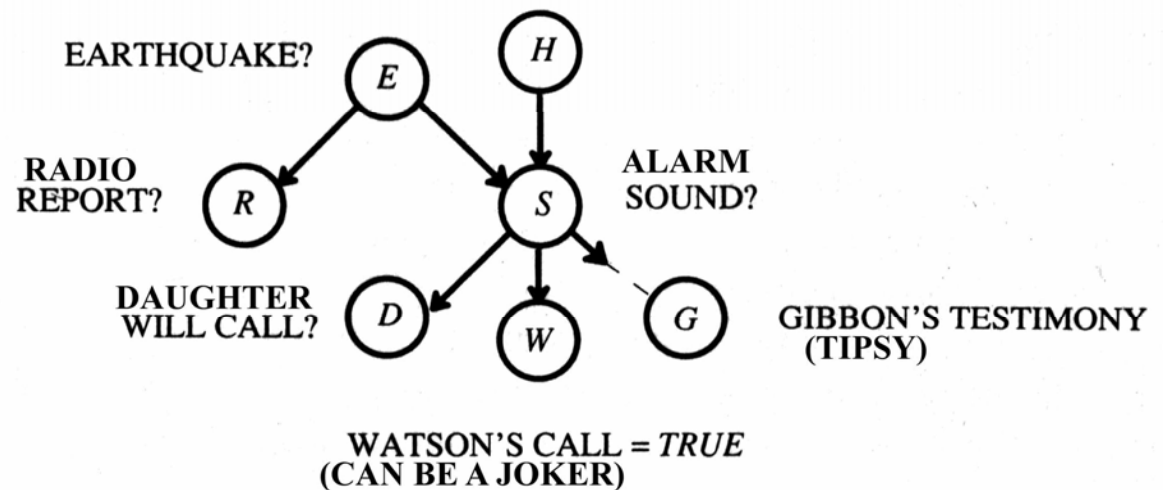 H
EARTHQUAKE?
E
RADIO
REPORT?
R
S
ALARM
SOUND?
DAUGHTER
WILL CALL?
D
W
G
GIBBON'S TESTIMONY
(TIPSY)
WATSON'S CALL = TRUE
(CAN BE A JOKER)